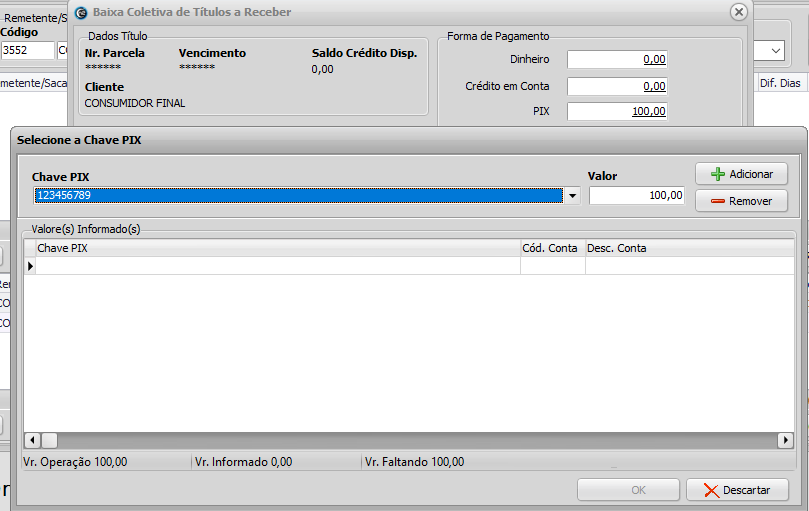 Baixa Coletiva de Títulos a Receber
Remetente/S
Código
3552
Dados Título
Nr. Parcela Vencimento Saldo Crédito Disp.
****** ****** 0,00
Cliente
CONSUMIDOR FINAL
Forma de Pagamento
Dinheiro 0,00
Crédito em Conta 0,00
PIX 100,00
metente/Saca
Dif. Dias
Selecione a Chave PIX
Chave PIX Valor
123456789 100,00
Adicionar
Remover
Valore(s) Informado(s)
Chave PIX Cód. Conta Desc. Conta
CO
CO
Vr. Operação 100,00 Vr. Informado 0,00 Vr. Faltando 100,00
OK Descartar